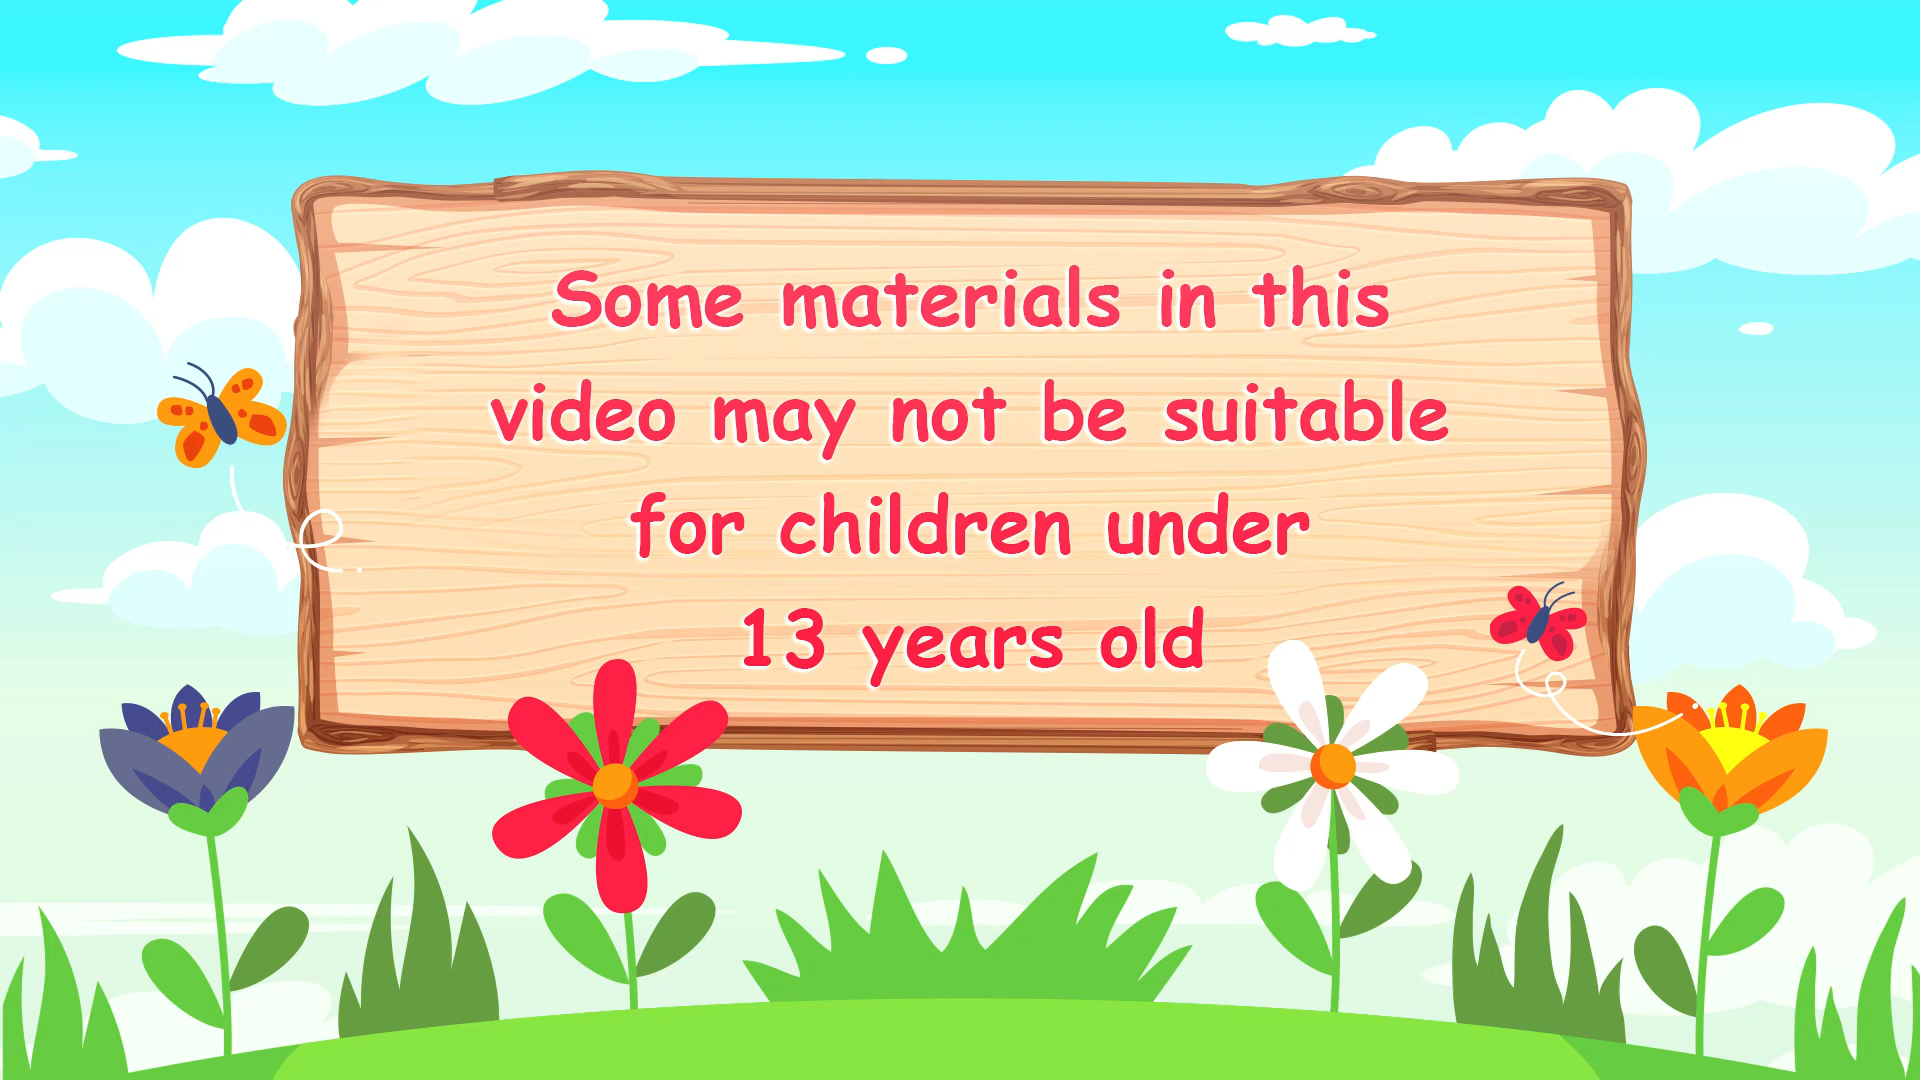 Some materials in this
video may not be suitable
for children under
13 years old